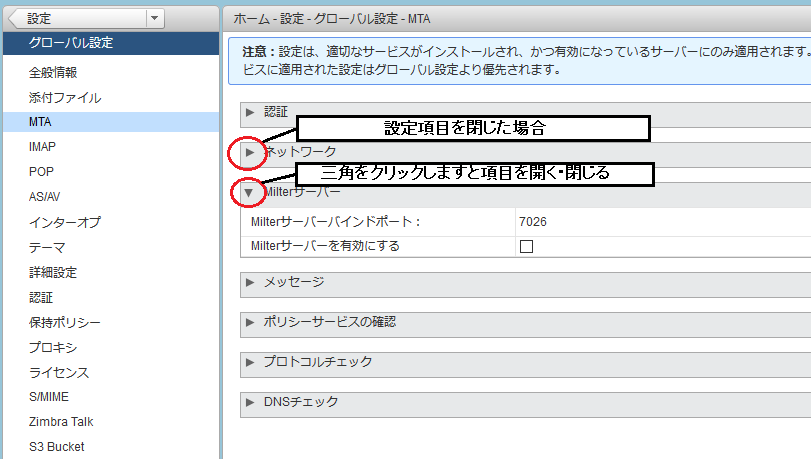 設定
グローバル設定
全般情報
添付ファイル
MTA
IMAP
POP
AS/AV
インターオプ
テーマ
詳細設定
認証
保持ポリシー
プロキシ
ライセンス
S/MIME
Zimbra Talk
S3 Bucket
ホーム - 設定 - グローバル設定 - MTA
注意：設定は、適切なサービスがインストールされ、かつ有効になっているサーバーにのみ適用されます。
ビスに適用された設定はグローバル設定より優先されます。
認証
設定項目を閉じた場合
ネットワーク
三角をクリックしますと項目を開く・閉じる
Milterサーバー
Milterサーバーバインドポート： 7026
Milterサーバーを有効にする
メッセージ
ポリシーサービスの確認
プロトコルチェック
DNSチェック